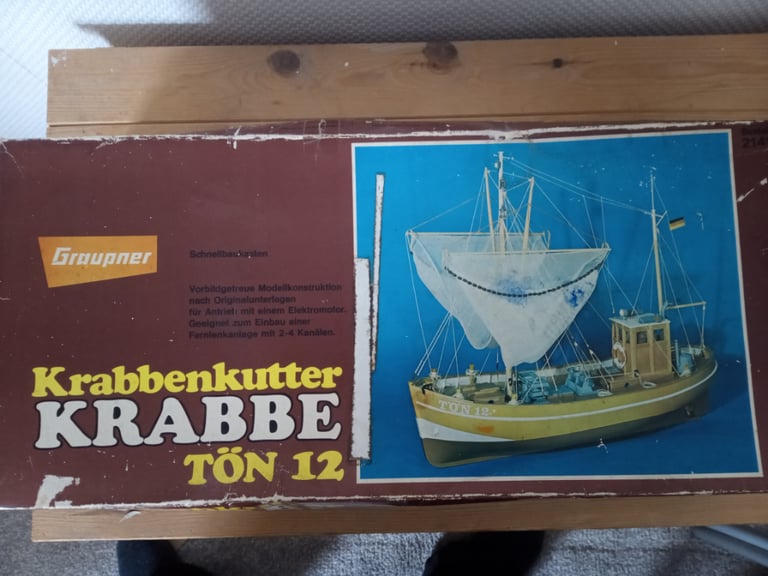 Graupner
Schnellbaukasten
Vorbildgetreue Modellkonstruktion
nach Originalunterlagen
für Antrieb mit einem Elektromotor.
Geeignet zum Einbau einer
Fernlenkanlage mit 2-4 Kanälen.
Krabbenkutter
KRABBE
TÖN 12
TÖN 12